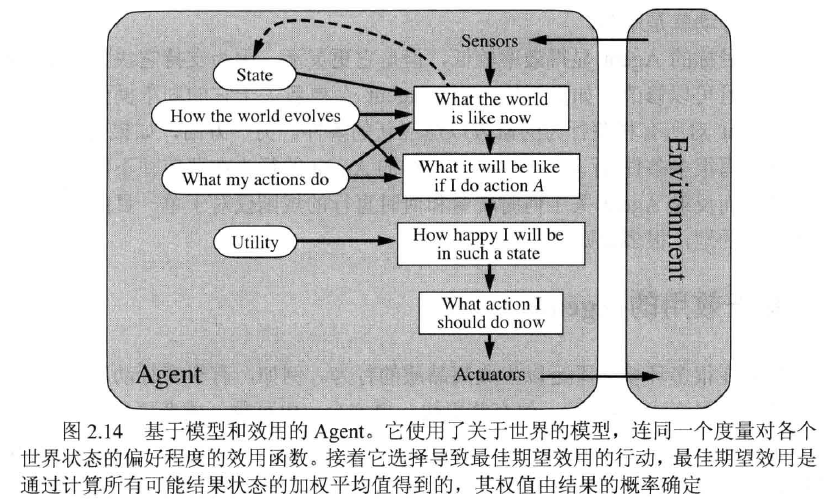 Sensors
State
How the world evolves
What my actions do
Utility
What the world
is like now
What it will be like
if I do action A
How happy I will be
in such a state
What action I
should do now
Agent
Actuators
Environment
图 2.14 基于模型和效用的 Agent。它使用了关于世界的模型，连同一个度量对各个
世界状态的偏好程度的效用函数。接着它选择导致最佳期望效用的行动，最佳期望效用是
通过计算所有可能结果状态的加权平均值得到的，其权值由结果的概率确定